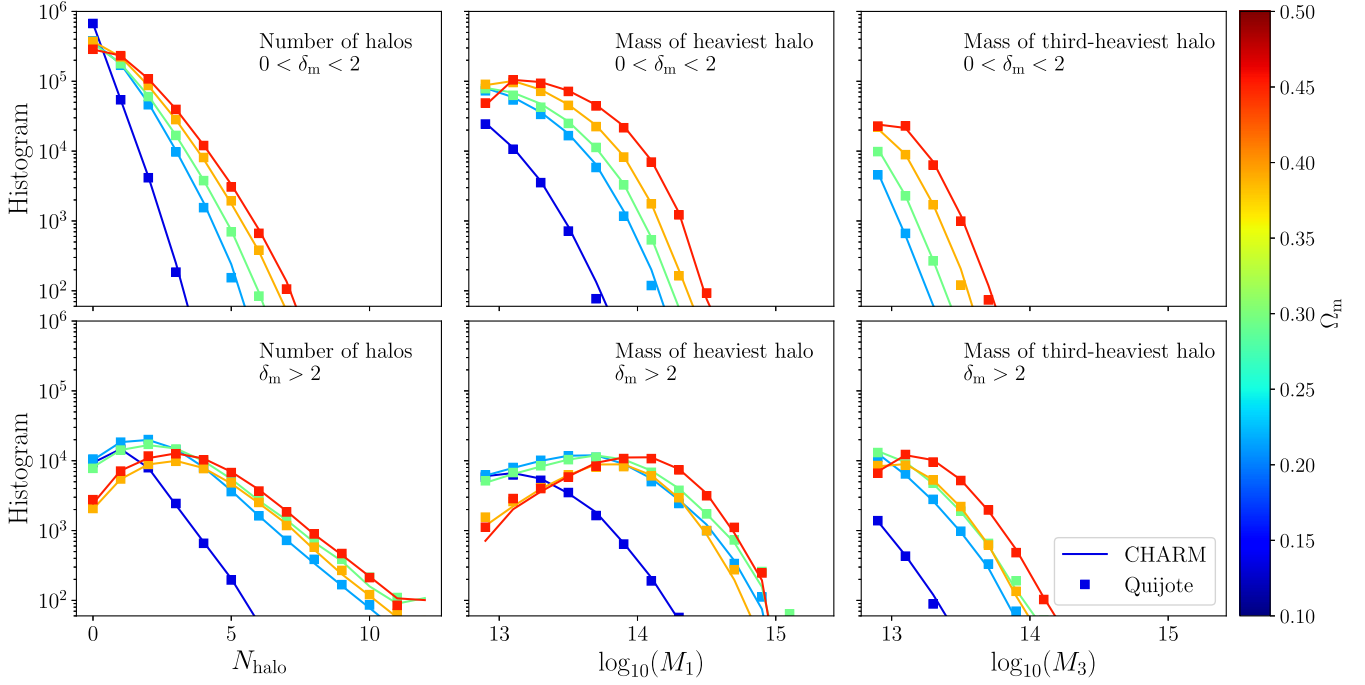 Number of halos
0 < δm < 2
Mass of heaviest halo
0 < δm < 2
Mass of third-heaviest halo
0 < δm < 2
Histogram
10^6
10^5
10^4
10^3
10^2
Number of halos
δm > 2
Mass of heaviest halo
δm > 2
Mass of third-heaviest halo
δm > 2
Histogram
10^6
10^5
10^4
10^3
10^2
CHARM
Quijote
0 5 10
13 14 15
13 14 15
N_halo
log10(M1)
log10(M3)
0.50
0.45
0.40
0.35
0.30
0.25
0.20
0.15
0.10
Ωm